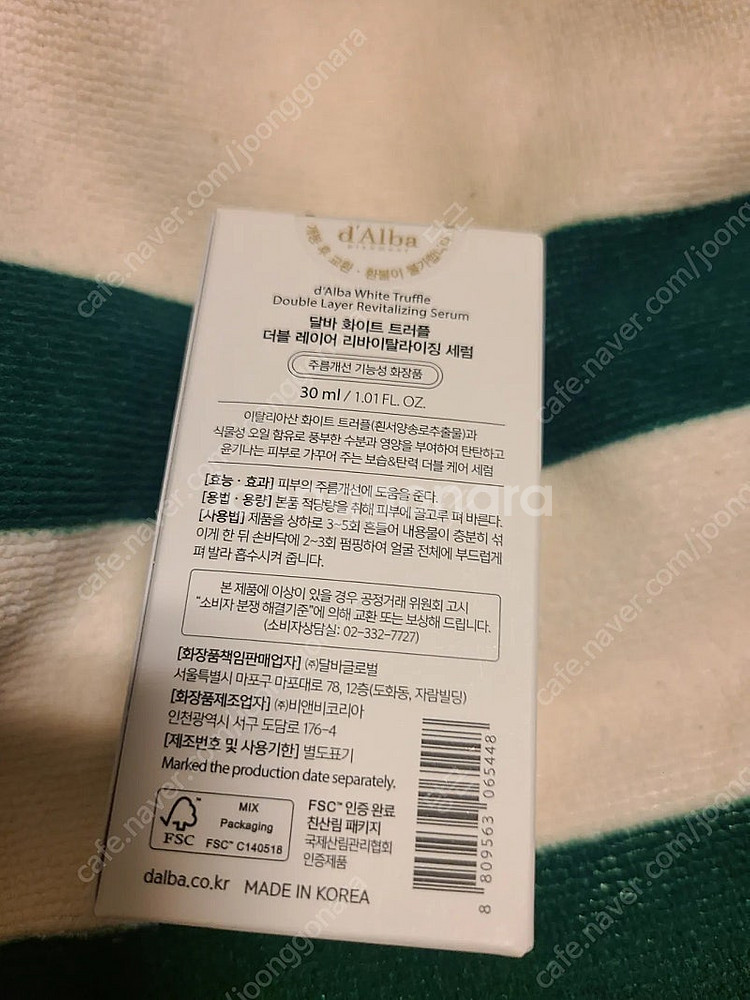 d'Alba
PIEDMONT
개봉 후 교환 · 환불이 불가합니다
d'Alba White Truffle
Double Layer Revitalizing Serum
달바 화이트 트러플
더블 레이어 리바이탈라이징 세럼
주름개선 기능성 화장품
30 ml / 1.01 FL. OZ.
이탈리아산 화이트 트러플(흰서양송로추출물)과
식물성 오일 함유로 풍부한 수분과 영양을 부여하여 탄탄하고
윤기나는 피부로 가꾸어 주는 보습&탄력 더블 케어 세럼
[효능 · 효과] 피부의 주름개선에 도움을 준다.
[용법 · 용량] 본품 적당량을 취해 피부에 골고루 펴 바른다.
[사용법] 제품을 상하로 3~5회 흔들어 내용물이 충분히 섞
이게 한 뒤 손바닥에 2~3회 펌핑하여 얼굴 전체에 부드럽게
펴 발라 흡수시켜 줍니다.
본 제품에 이상이 있을 경우 공정거래 위원회 고시
"소비자 분쟁 해결기준"에 의해 교환 또는 보상해 드립니다.
(소비자상담실: 02-332-7727)
[화장품책임판매업자] ㈜달바글로벌
서울특별시 마포구 마포대로 78, 12층(도화동, 자람빌딩)
[화장품제조업자] ㈜비앤비코리아
인천광역시 서구 도담로 176-4
[제조번호 및 사용기한] 별도표기
Marked the production date separately.
FSC
MIX
Packaging
FSC™ C140518
FSC™ 인증 완료
친산림 패키지
국제산림관리협회
인증제품
8 809563 065448
dalba.co.kr MADE IN KOREA
cafe.naver.com/joonggonara